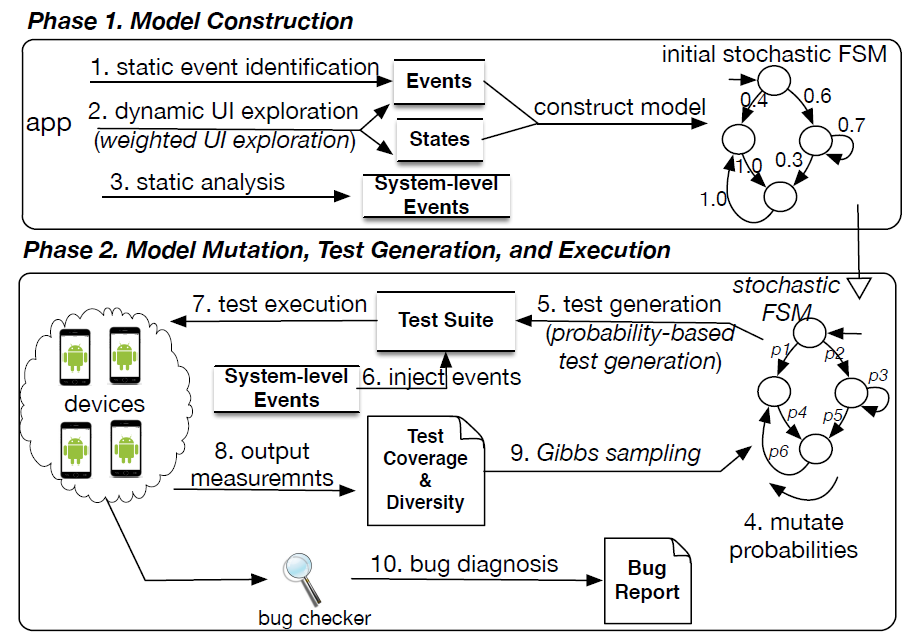 Phase 1. Model Construction
initial stochastic FSM
1. static event identification
Events
2. dynamic UI exploration
(weighted UI exploration)
app
States
construct model
3. static analysis
System-level
Events
0.4
0.6
0.7
1.0
0.3
1.0
Phase 2. Model Mutation, Test Generation, and Execution
stochastic
FSM
7. test execution
Test Suite
5. test generation
(probability-based
test generation)
System-level
Events
6. inject events
devices
p1
p2
p3
p4
p5
p6
8. output
measuremnts
Test
Coverage
&
Diversity
9. Gibbs sampling
4. mutate
probabilities
bug checker
10. bug diagnosis
Bug
Report